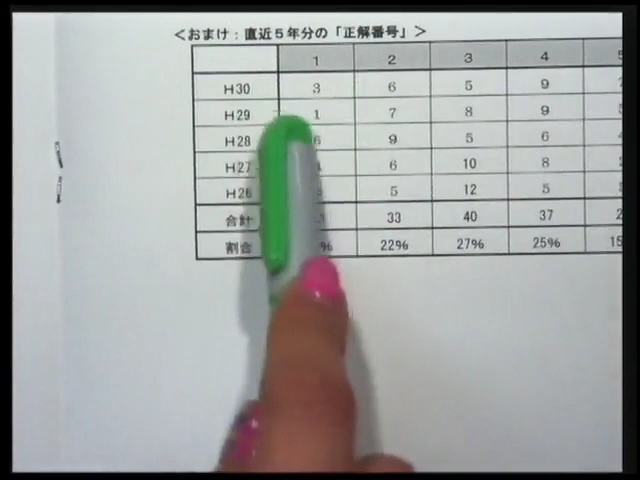 ＜おまけ：直近５年分の「正解番号」＞
1 2 3 4
H30 3 6 5 9
H29 1 7 8 9
H28 6 9 5 6
H27 6 10 8
H26 5 12 5
合計 33 40 37
割合 % 22% 27% 25% 15